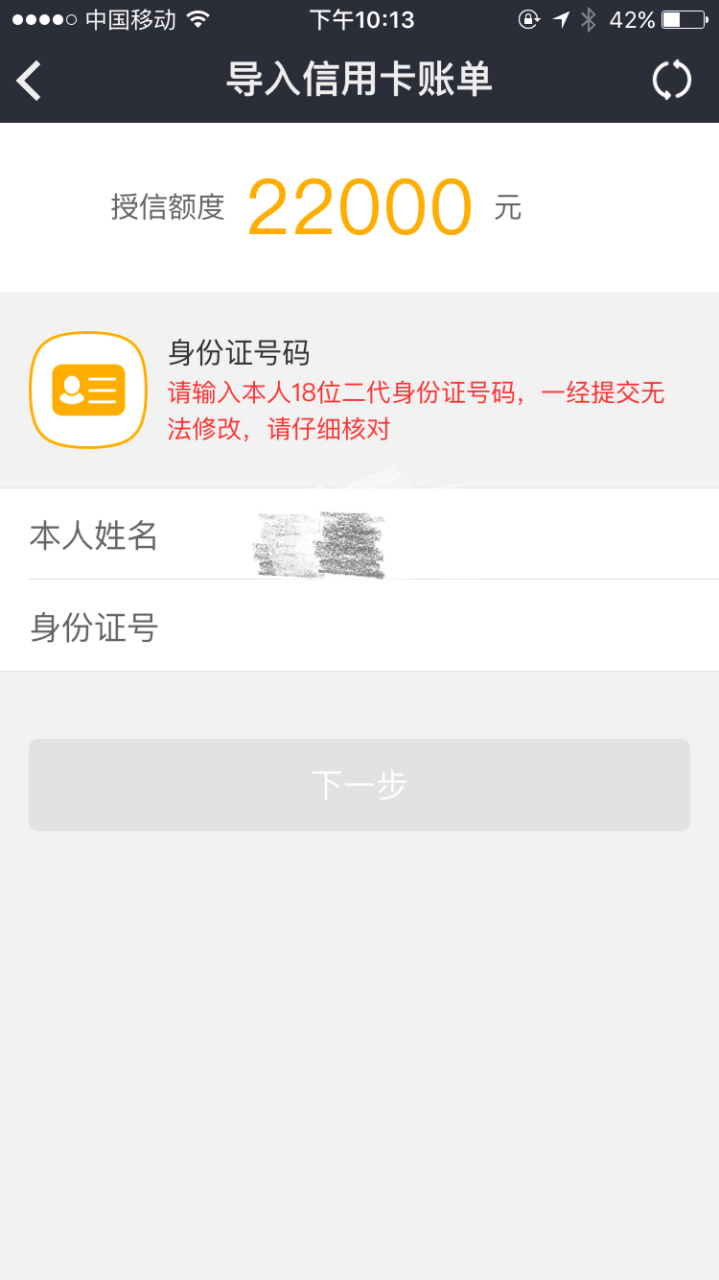 中国移动 下午10:13 42%
导入信用卡账单
授信额度 22000 元
身份证号码
请输入本人18位二代身份证号码，一经提交无
法修改，请仔细核对
本人姓名
身份证号
下一步